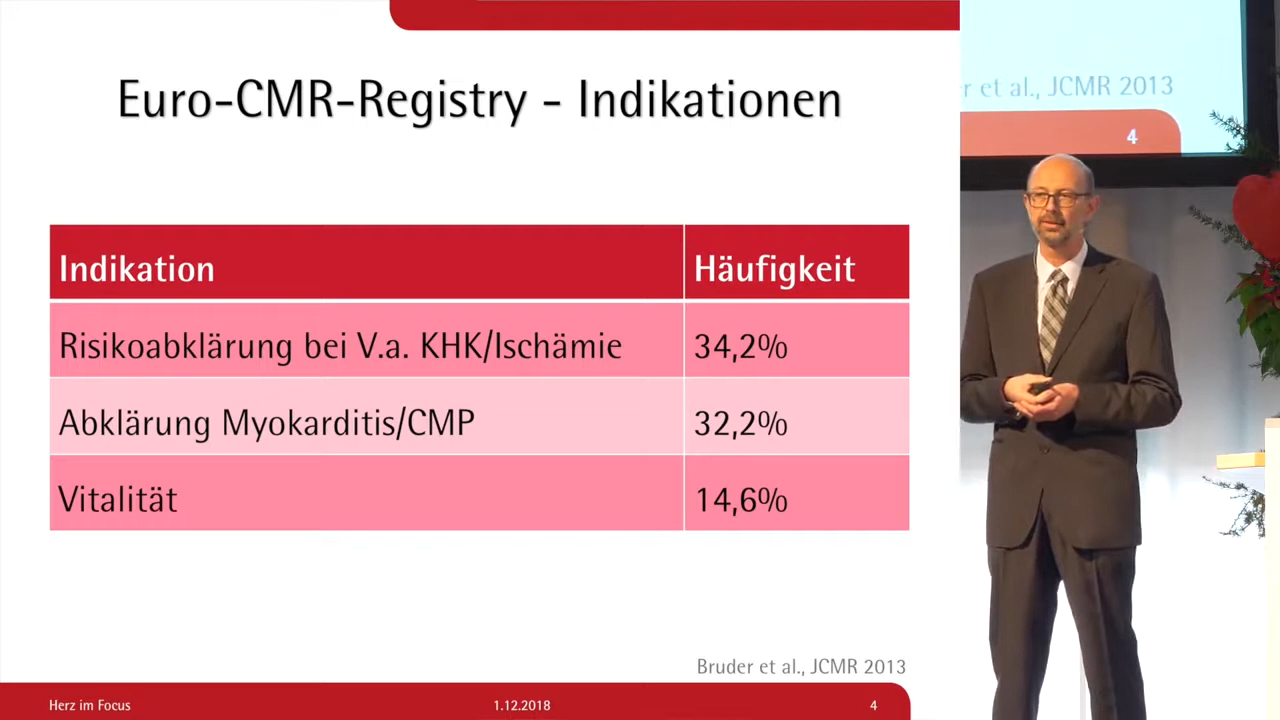 Euro-CMR-Registry - Indikationen
Indikation Häufigkeit
Risikoabklärung bei V.a. KHK/Ischämie 34,2%
Abklärung Myokarditis/CMP 32,2%
Vitalität 14,6%
Bruder et al., JCMR 2013
Herz im Focus 1.12.2018 4
et al., JCMR 2013
4